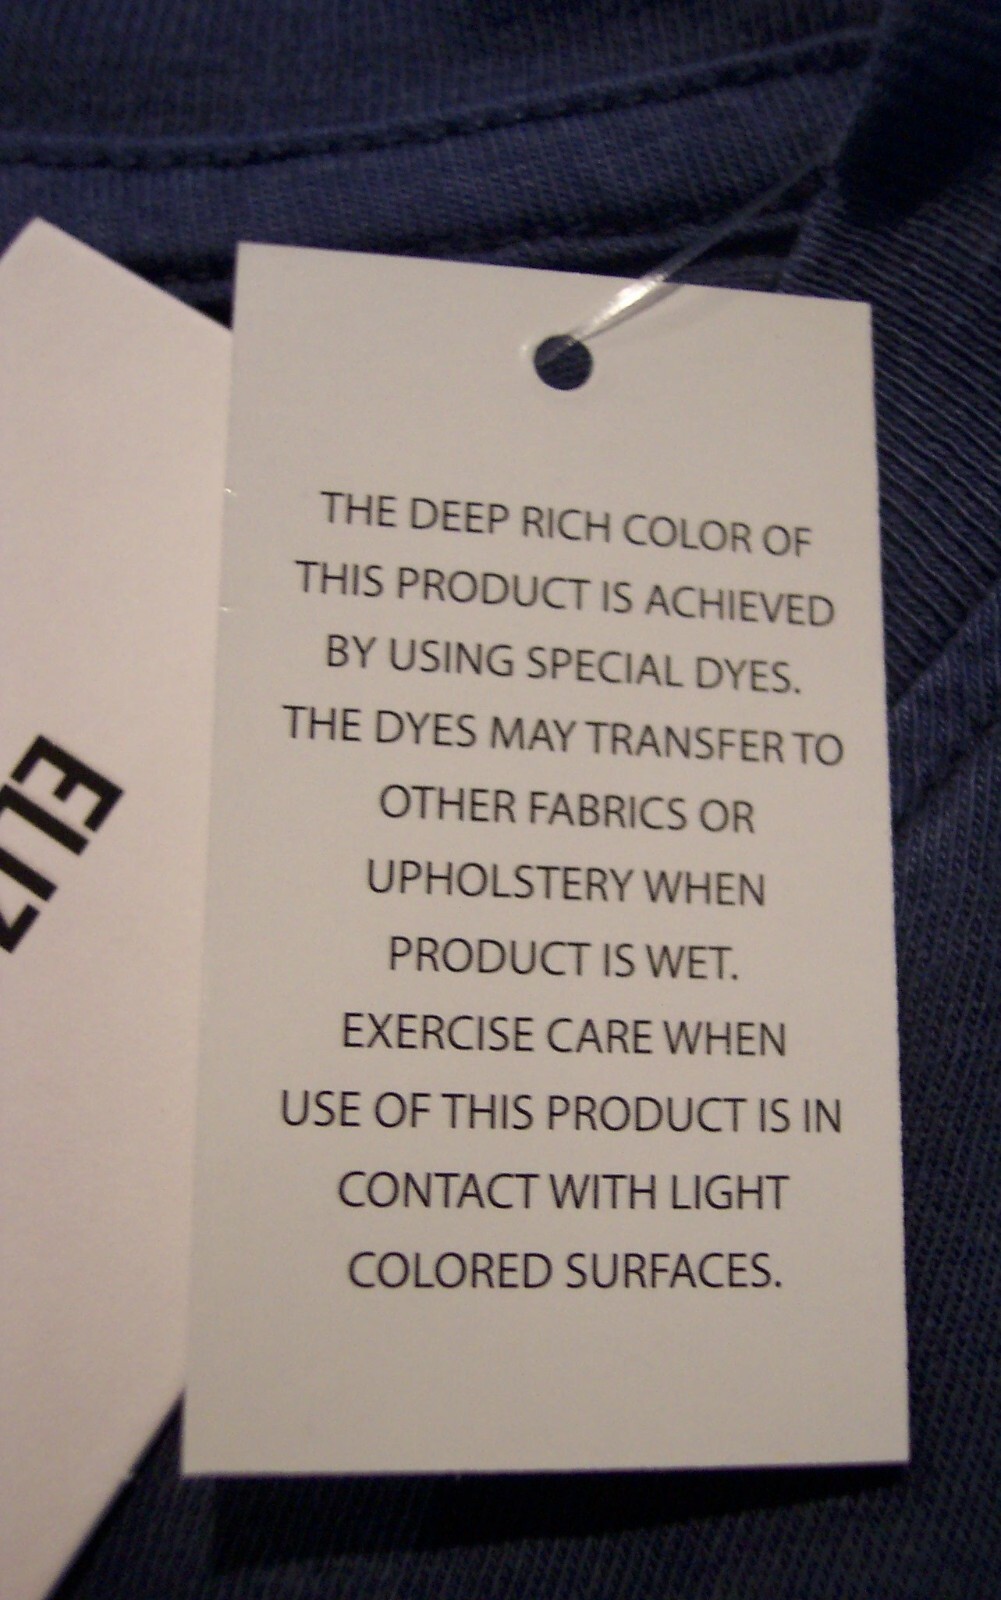 THE DEEP RICH COLOR OF
THIS PRODUCT IS ACHIEVED
BY USING SPECIAL DYES.
THE DYES MAY TRANSFER TO
OTHER FABRICS OR
UPHOLSTERY WHEN
PRODUCT IS WET.
EXERCISE CARE WHEN
USE OF THIS PRODUCT IS IN
CONTACT WITH LIGHT
COLORED SURFACES.
ELIZ